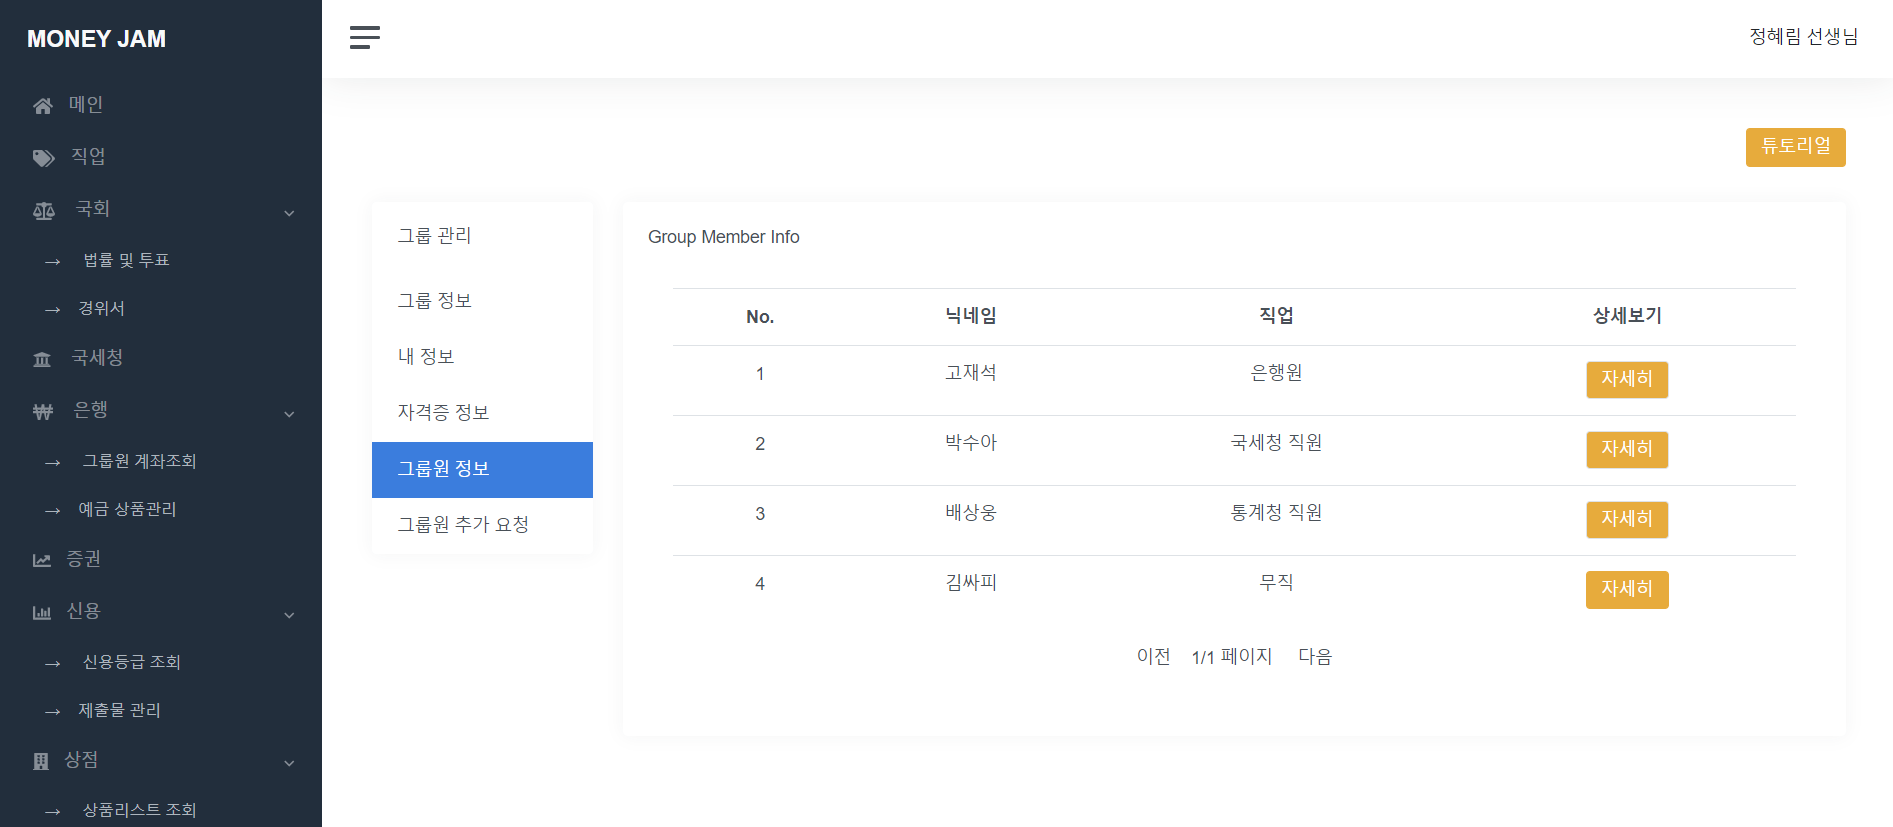 MONEY JAM
메인
직업
국회
→ 법률 및 투표
→ 경위서
국세청
은행
→ 그룹원 계좌조회
→ 예금 상품관리
증권
신용
→ 신용등급 조회
→ 제출물 관리
상점
→ 상품리스트 조회
정혜림 선생님
튜토리얼
그룹 관리
그룹 정보
내 정보
자격증 정보
그룹원 정보
그룹원 추가 요청
Group Member Info
No. 닉네임 직업 상세보기
1 고재석 은행원 자세히
2 박수아 국세청 직원 자세히
3 배상웅 통계청 직원 자세히
4 김싸피 무직 자세히
이전 1/1 페이지 다음